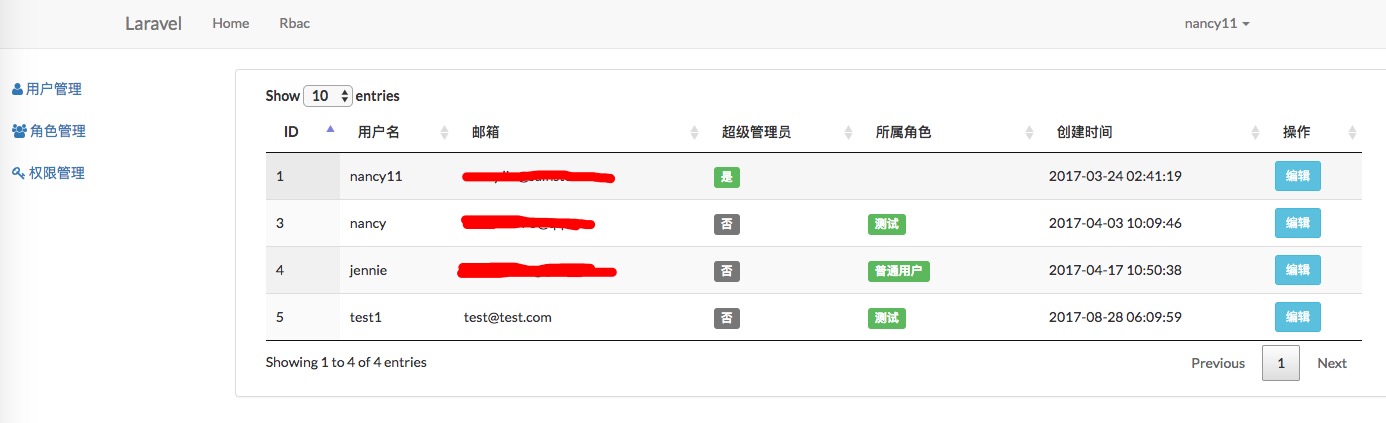 Laravel Home Rbac nancy11
用户管理
角色管理
权限管理
Show 10 entries
ID 用户名 邮箱 超级管理员 所属角色 创建时间 操作
1 nancy11 是 2017-03-24 02:41:19 编辑
3 nancy 否 测试 2017-04-03 10:09:46 编辑
4 jennie 否 普通用户 2017-04-17 10:50:38 编辑
5 test1 test@test.com 否 测试 2017-08-28 06:09:59 编辑
Showing 1 to 4 of 4 entries Previous 1 Next